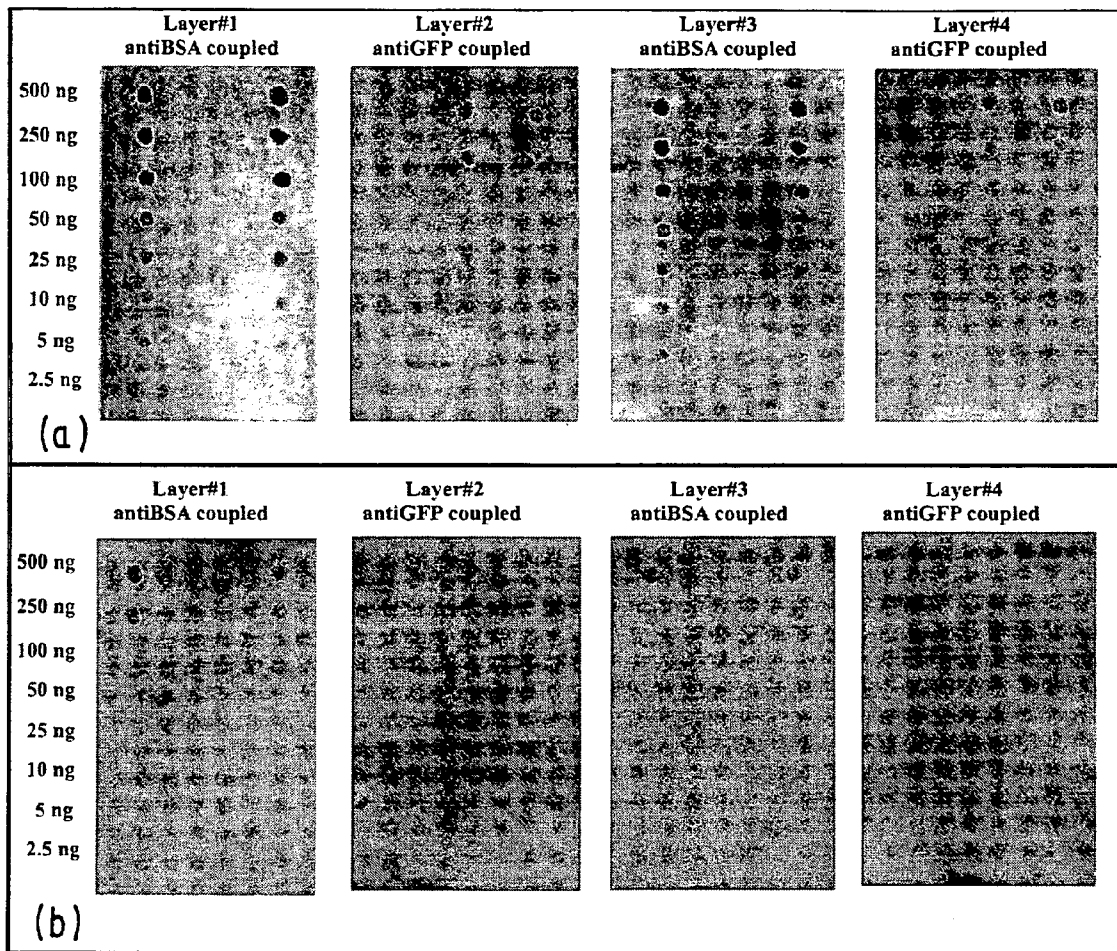 Layer#1 Layer#2 Layer#3 Layer#4
antiBSA coupled antiGFP coupled antiBSA coupled antiGFP coupled
500 ng
250 ng
100 ng
50 ng
25 ng
10 ng
5 ng
2.5 ng
(a)
Layer#1 Layer#2 Layer#3 Layer#4
antiBSA coupled antiGFP coupled antiBSA coupled antiGFP coupled
500 ng
250 ng
100 ng
50 ng
25 ng
10 ng
5 ng
2.5 ng
(b)